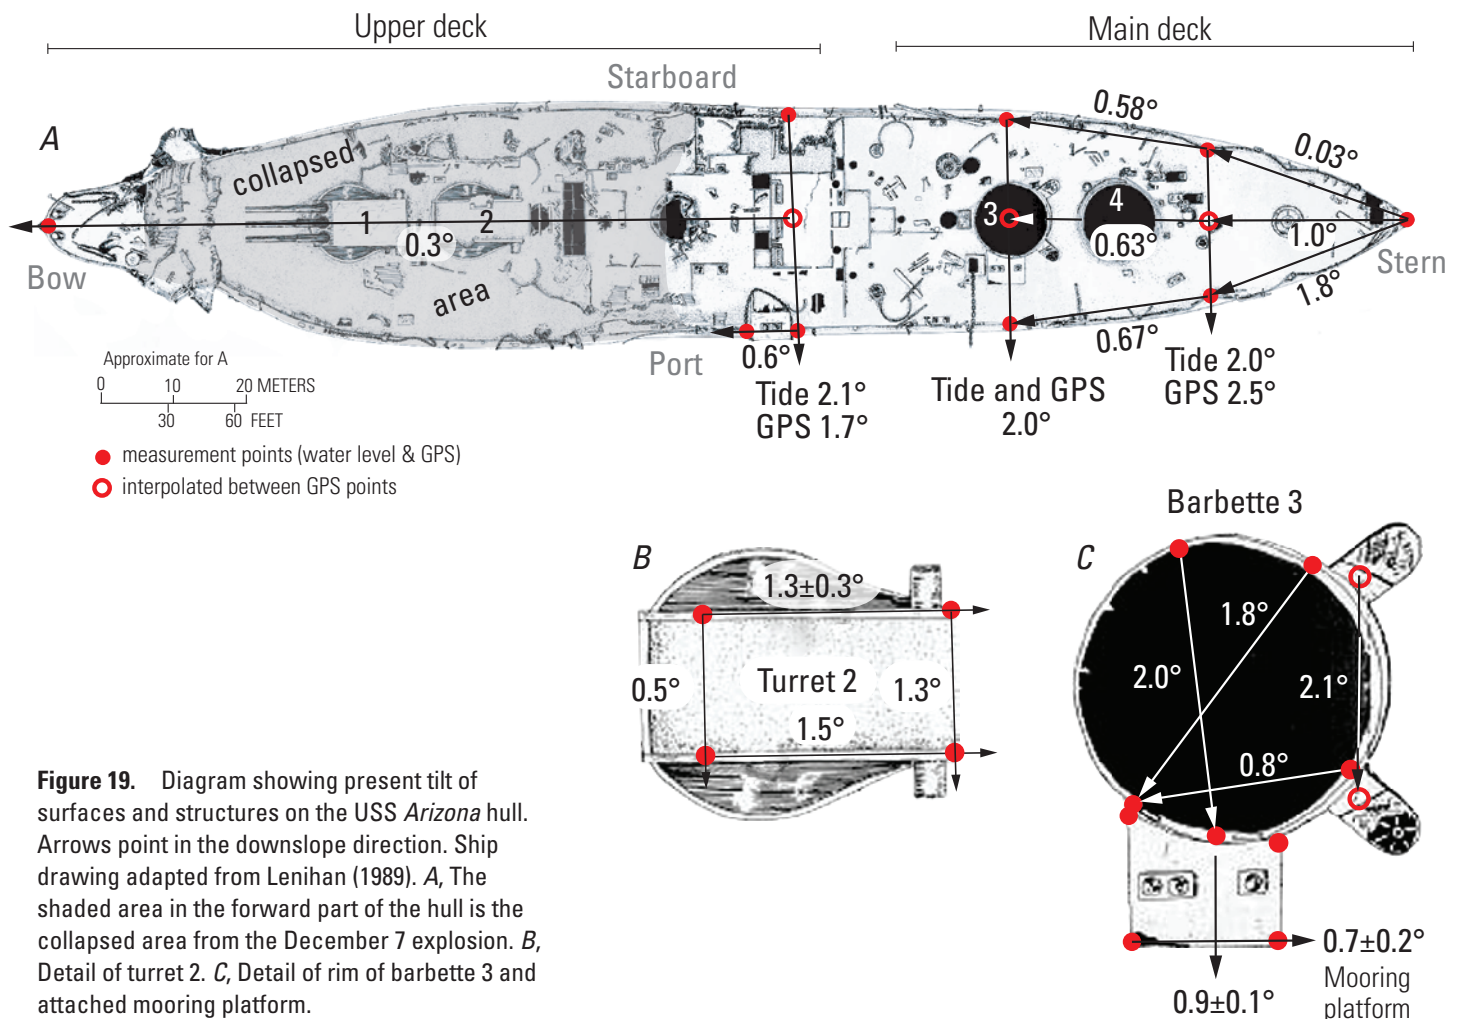 Upper deck
Main deck
Starboard
A
collapsed
area
1
2
0.3°
3
4
0.63°
0.58°
0.03°
1.0°
1.8°
0.67°
Bow
Stern
Port
0.6°
Tide 2.1°
GPS 1.7°
Tide and GPS
2.0°
Tide 2.0°
GPS 2.5°
Approximate for A
0 10 20 METERS
30 60 FEET
measurement points (water level & GPS)
interpolated between GPS points
B
1.3±0.3°
0.5°
Turret 2
1.3°
1.5°
Barbette 3
C
1.8°
2.0°
2.1°
0.8°
0.7±0.2°
Mooring
platform
0.9±0.1°
Figure 19. Diagram showing present tilt of
surfaces and structures on the USS Arizona hull.
Arrows point in the downslope direction. Ship
drawing adapted from Lenihan (1989). A, The
shaded area in the forward part of the hull is the
collapsed area from the December 7 explosion. B,
Detail of turret 2. C, Detail of rim of barbette 3 and
attached mooring platform.